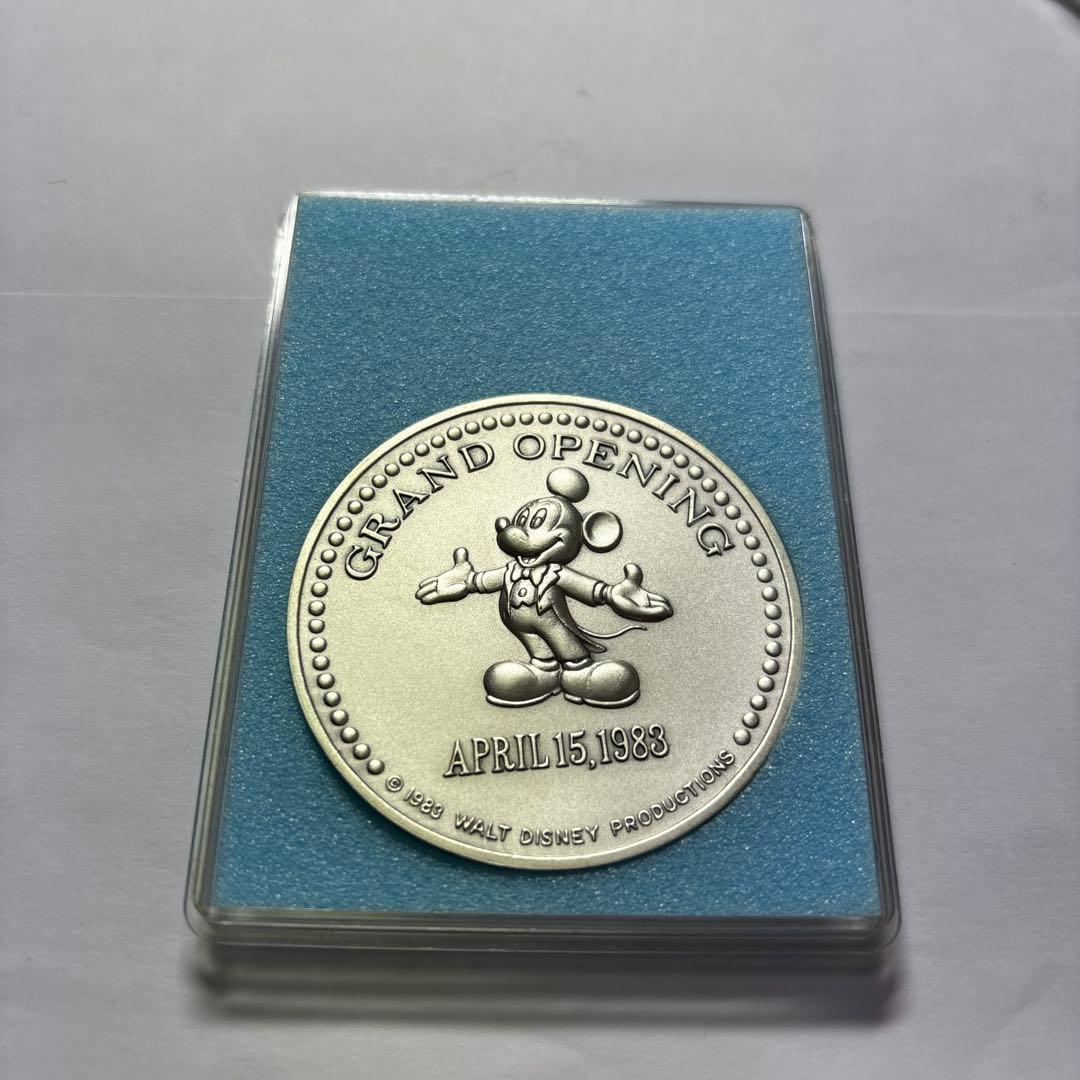 GRAND OPENING
APRIL 15, 1983
© 1983 WALT DISNEY PRODUCTIONS